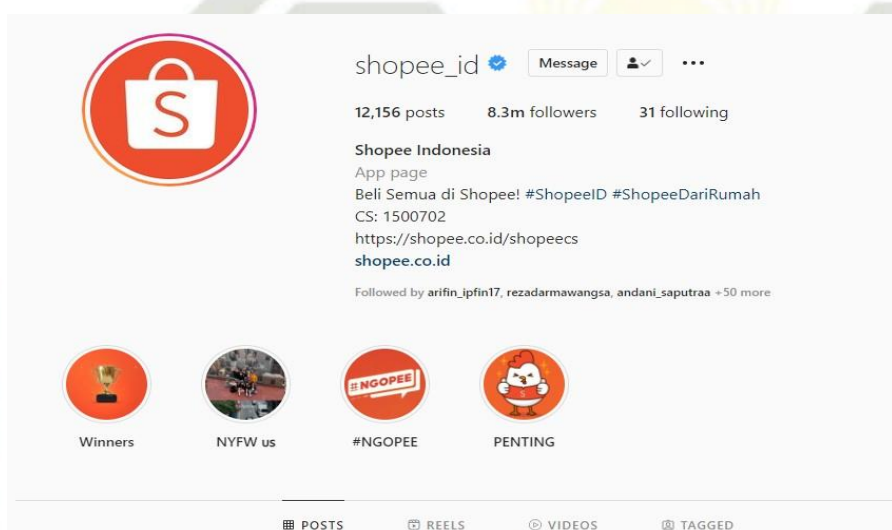 S
shopee_id Message
12,156 posts 8.3m followers 31 following
Shopee Indonesia
App page
Beli Semua di Shopee! #ShopeeID #ShopeeDariRumah
CS: 1500702
https://shopee.co.id/shopeecs
shopee.co.id
Followed by arifin_ipfin17, rezadarmawangsa, andani_saputraa +50 more
# NGOPEE
S
Winners NYFW us #NGOPEE PENTING
POSTS REELS VIDEOS TAGGED